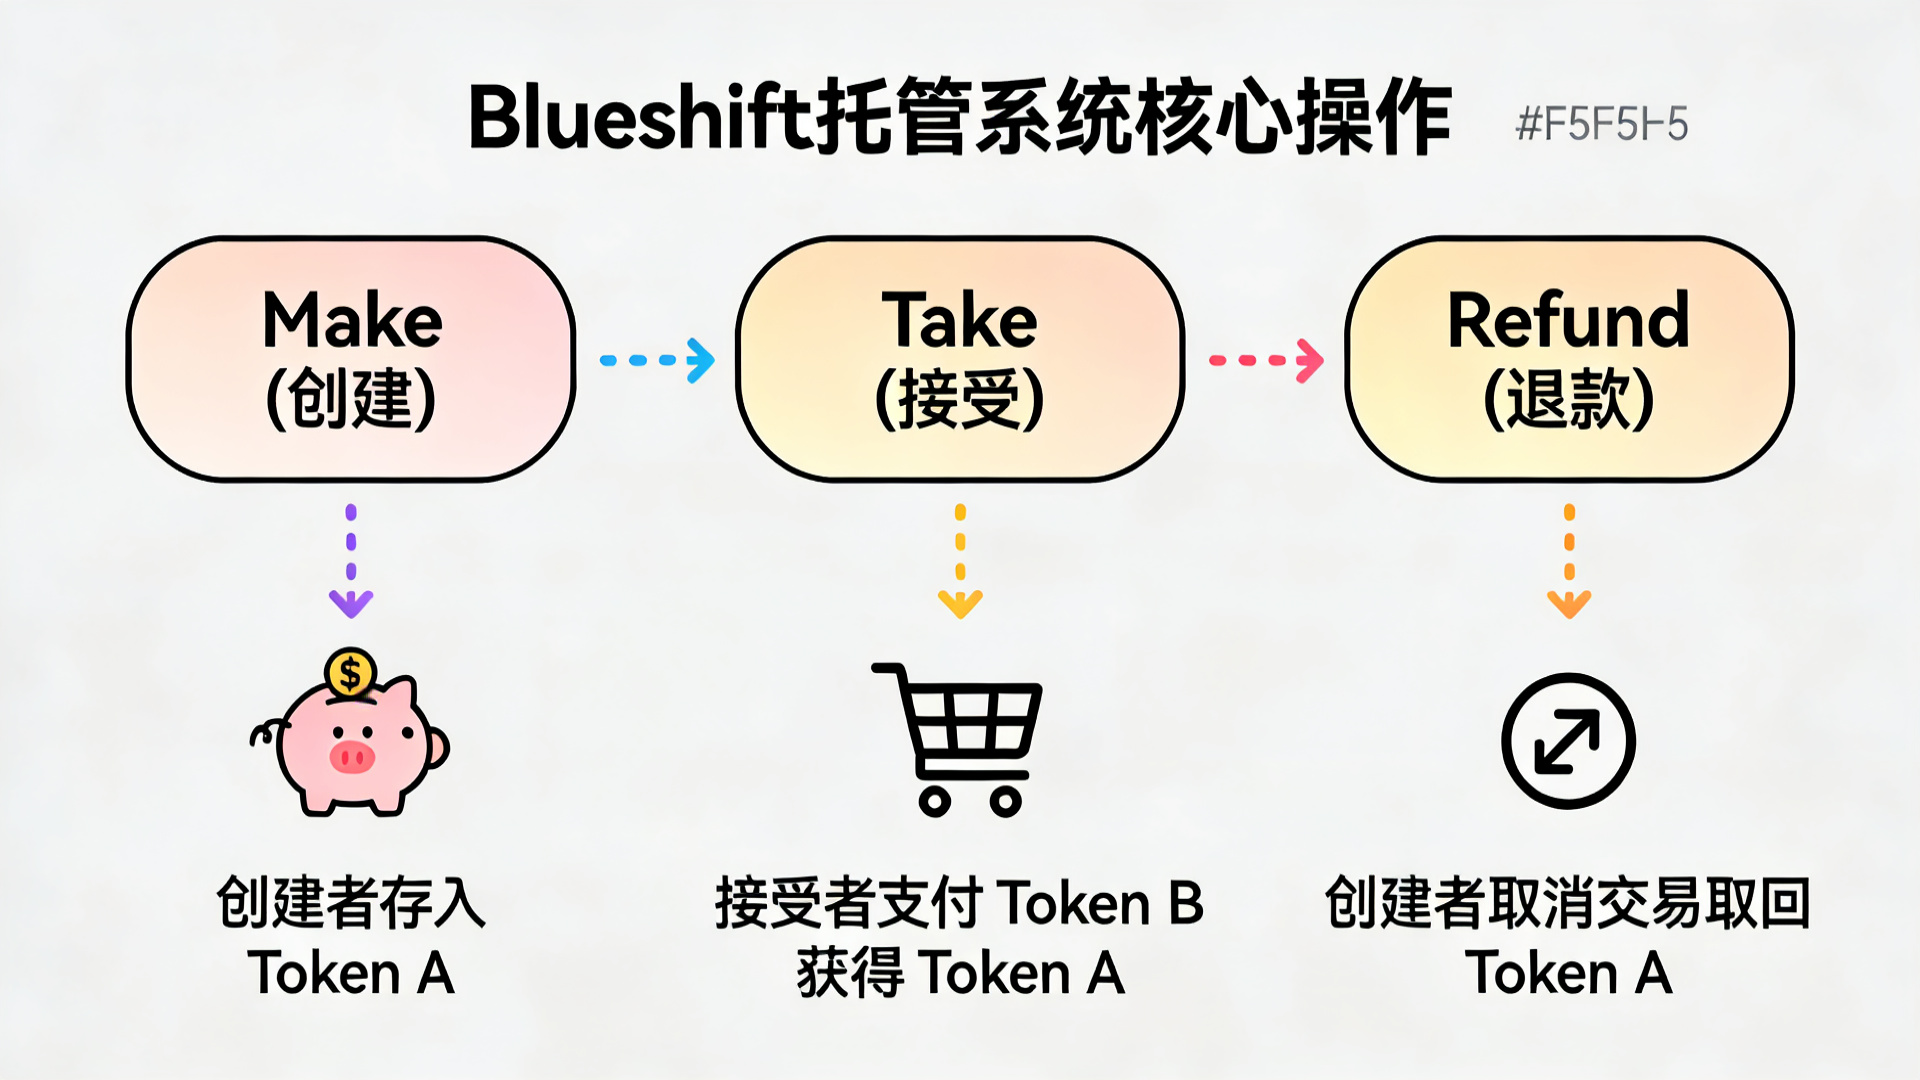 Blueshift托管系统核心操作 #F5F5F5
Make
(创建)
Take
(接受)
Refund
(退款)
$
创建者存入
Token A
接受者支付 Token B
获得 Token A
创建者取消交易取回
Token A